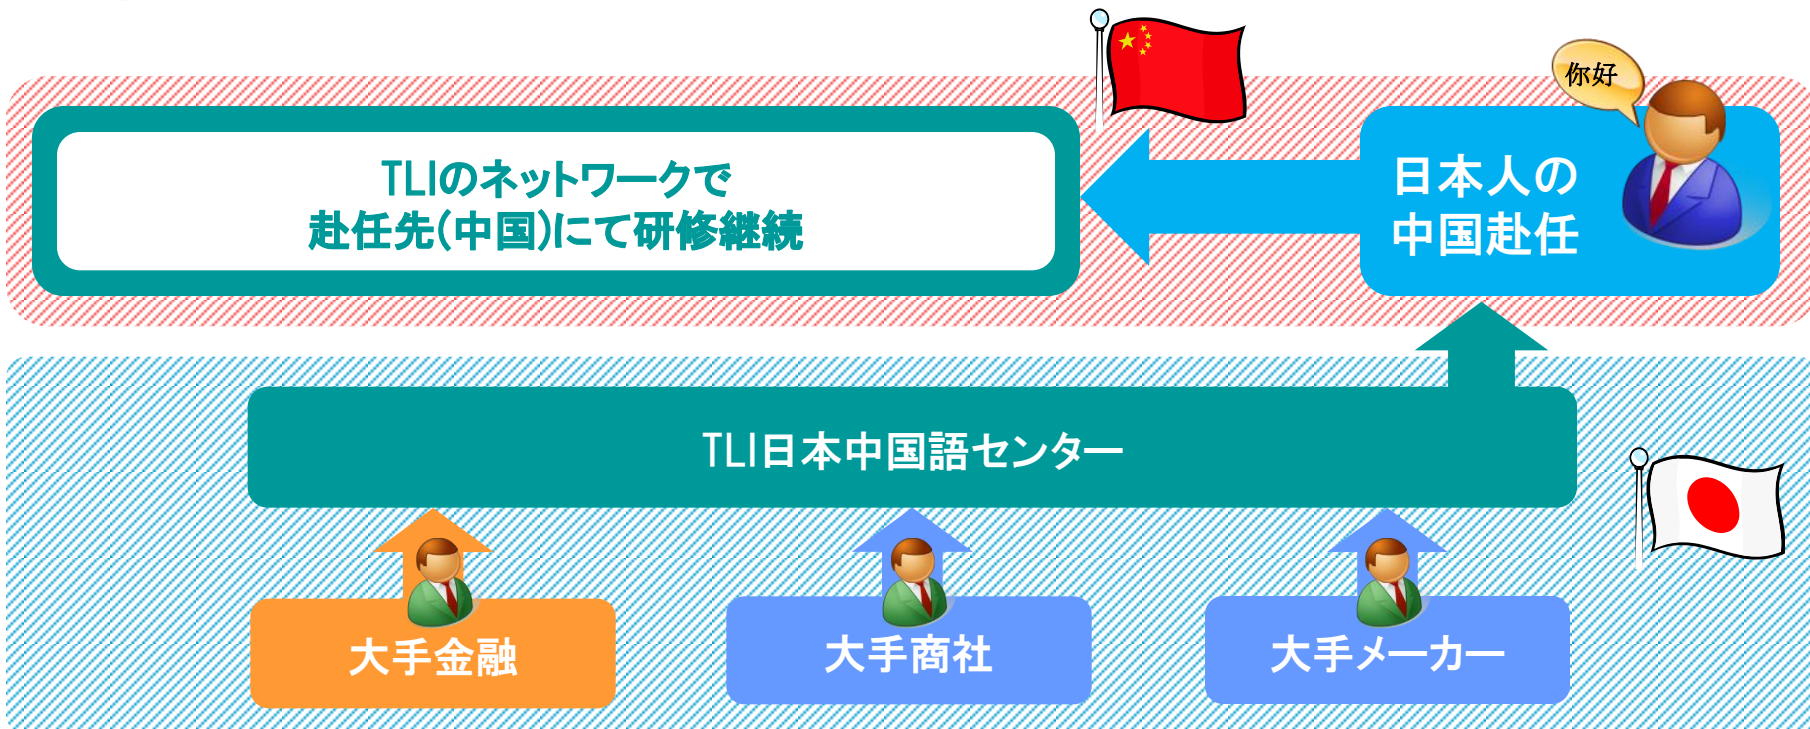 你好
TLIのネットワークで
赴任先(中国)にて研修継続
日本人の
中国赴任
TLI日本中国語センター
大手金融
大手商社
大手メーカー